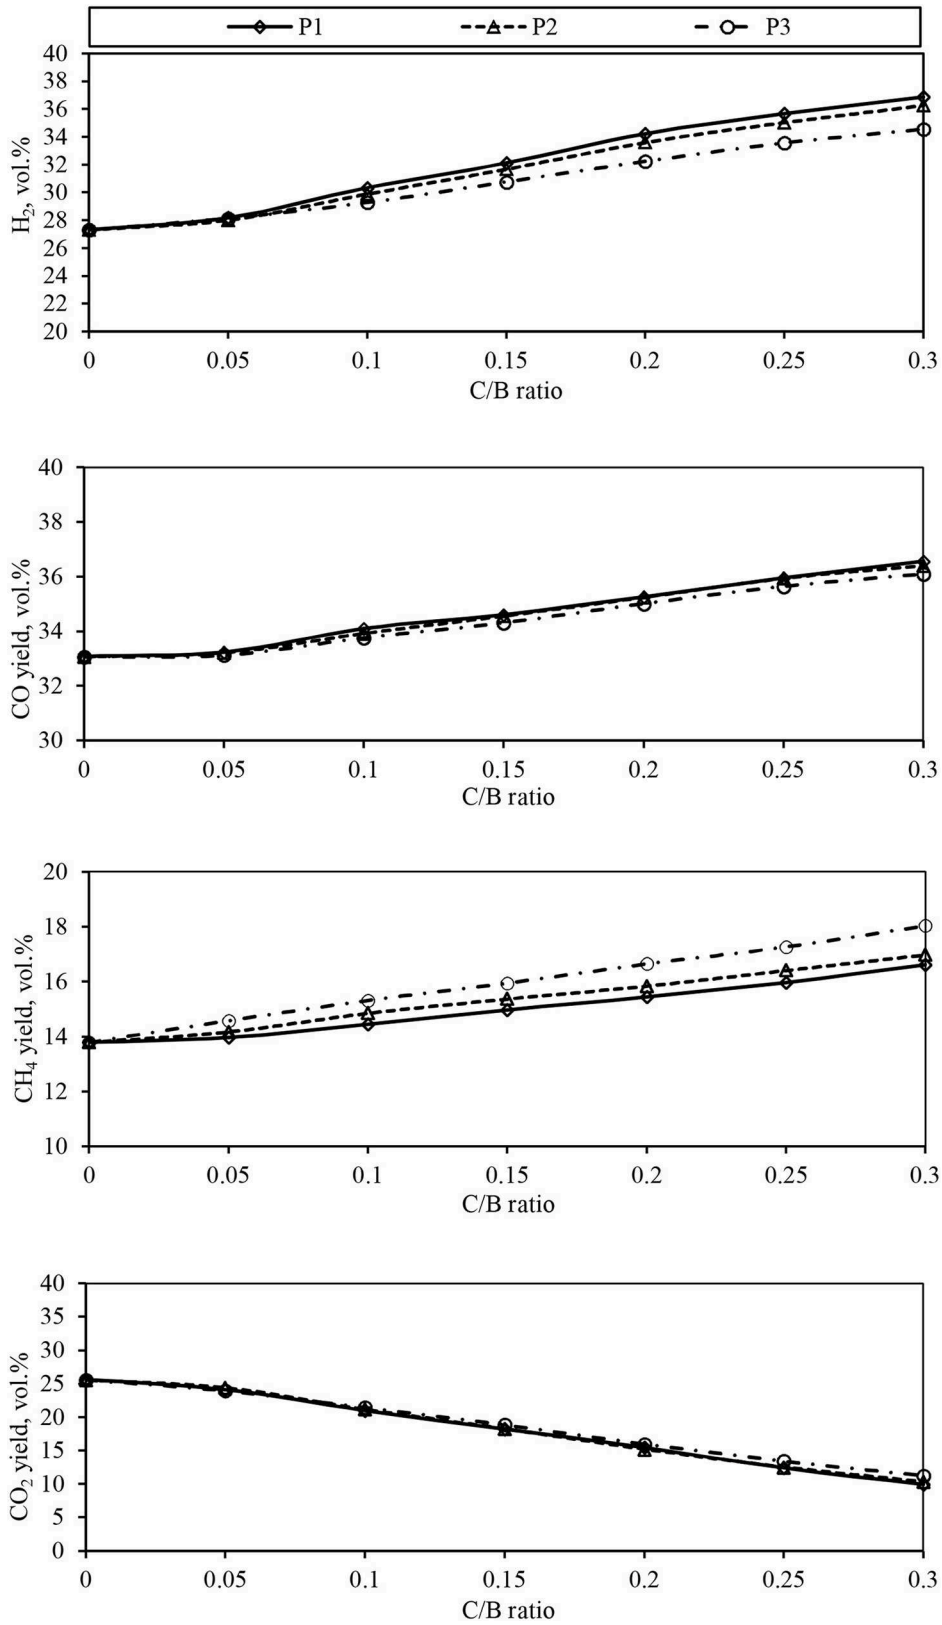 P1 P2 P3
40
38
36
34
32
30
28
26
24
22
20
H₂, vol.%
0 0.05 0.1 0.15 0.2 0.25 0.3
C/B ratio
40
38
36
34
32
30
CO yield, vol.%
0 0.05 0.1 0.15 0.2 0.25 0.3
C/B ratio
20
18
16
14
12
10
CH₄ yield, vol.%
0 0.05 0.1 0.15 0.2 0.25 0.3
C/B ratio
40
35
30
25
20
15
10
5
0
CO₂ yield, vol.%
0 0.05 0.1 0.15 0.2 0.25 0.3
C/B ratio